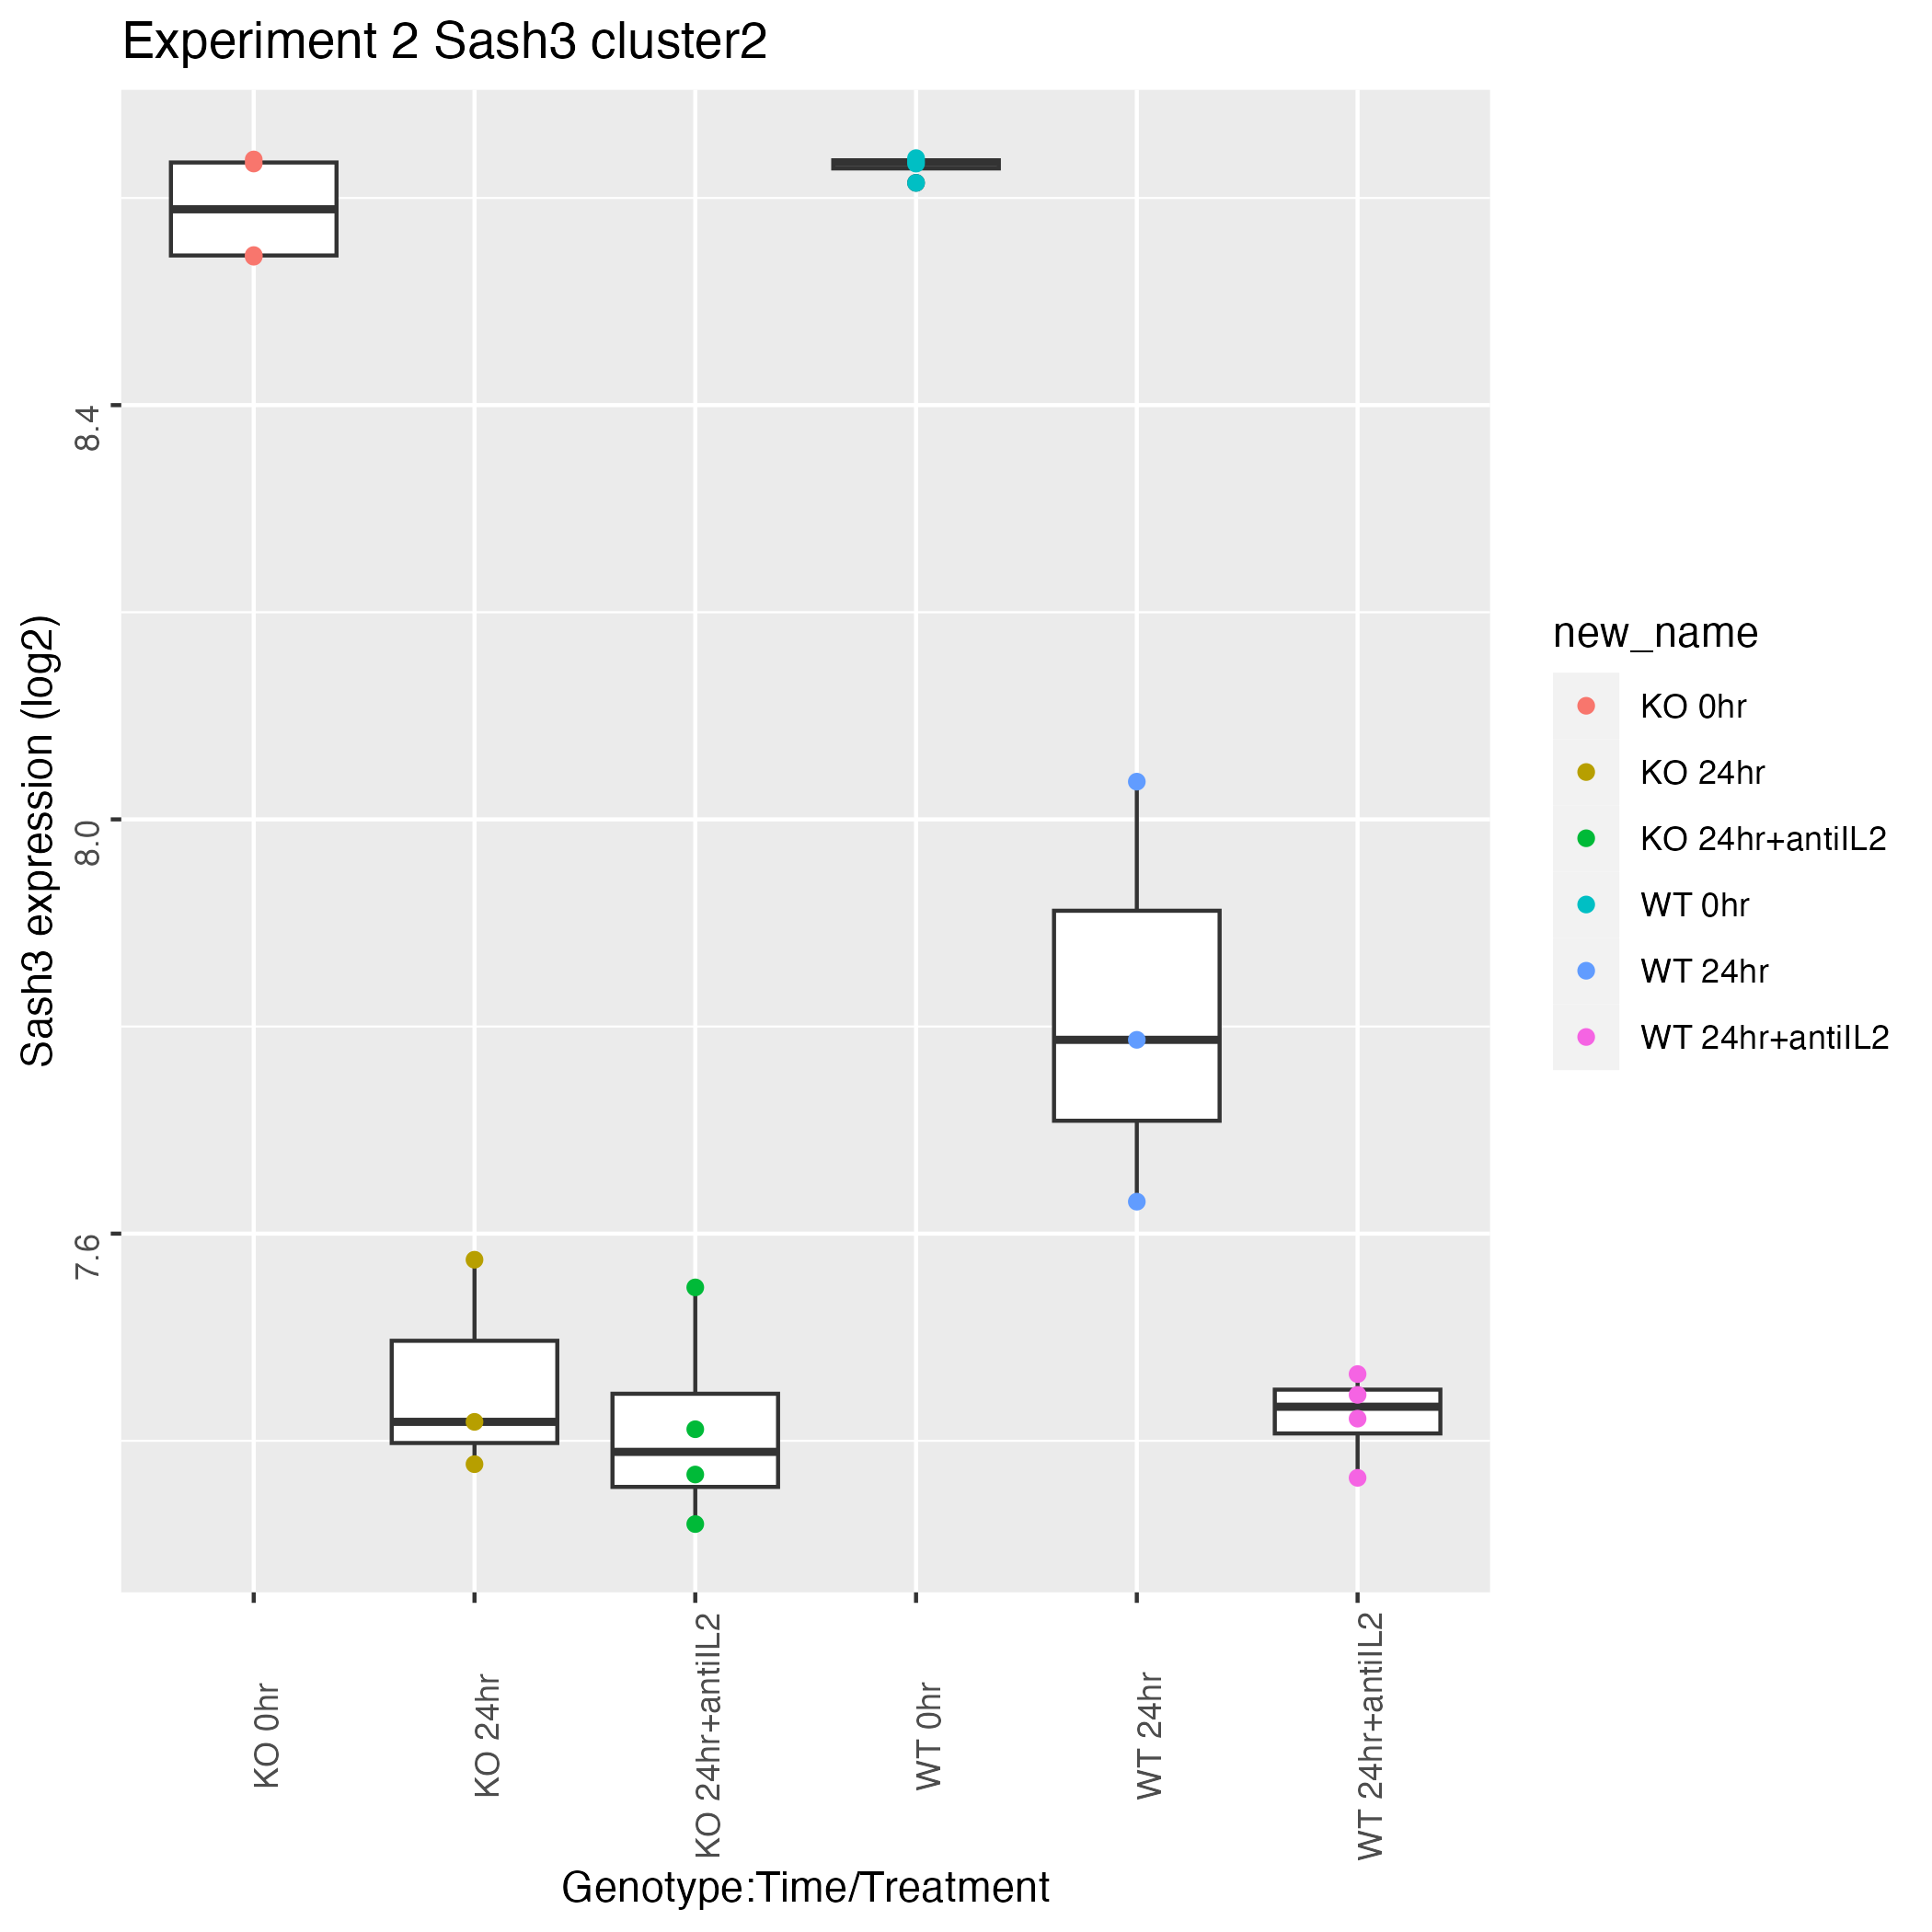 Experiment 2 Sash3 cluster2
Sash3 expression (log2)
8.4
8.0
7.6
KO 0hr
KO 24hr
KO 24hr+antiIL2
WT 0hr
WT 24hr
WT 24hr+antiIL2
Genotype:Time/Treatment
new_name
KO 0hr
KO 24hr
KO 24hr+antiIL2
WT 0hr
WT 24hr
WT 24hr+antiIL2